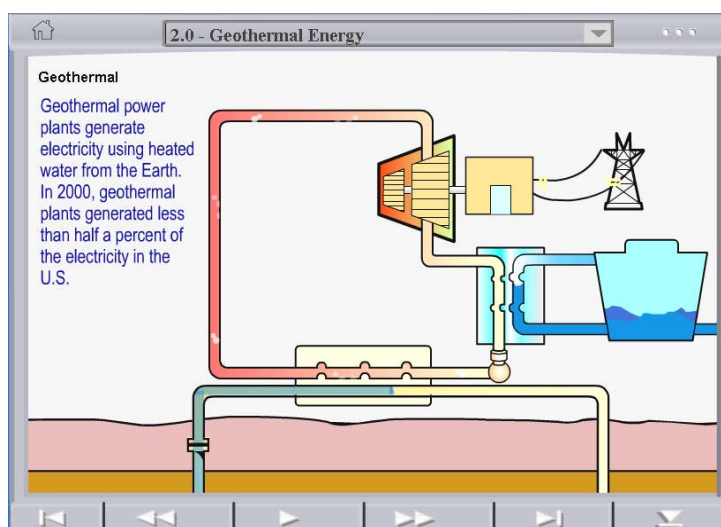 2.0 - Geothermal Energy
Geothermal
Geothermal power
plants generate
electricity using heated
water from the Earth.
In 2000, geothermal
plants generated less
than half a percent of
the electricity in the
U.S.